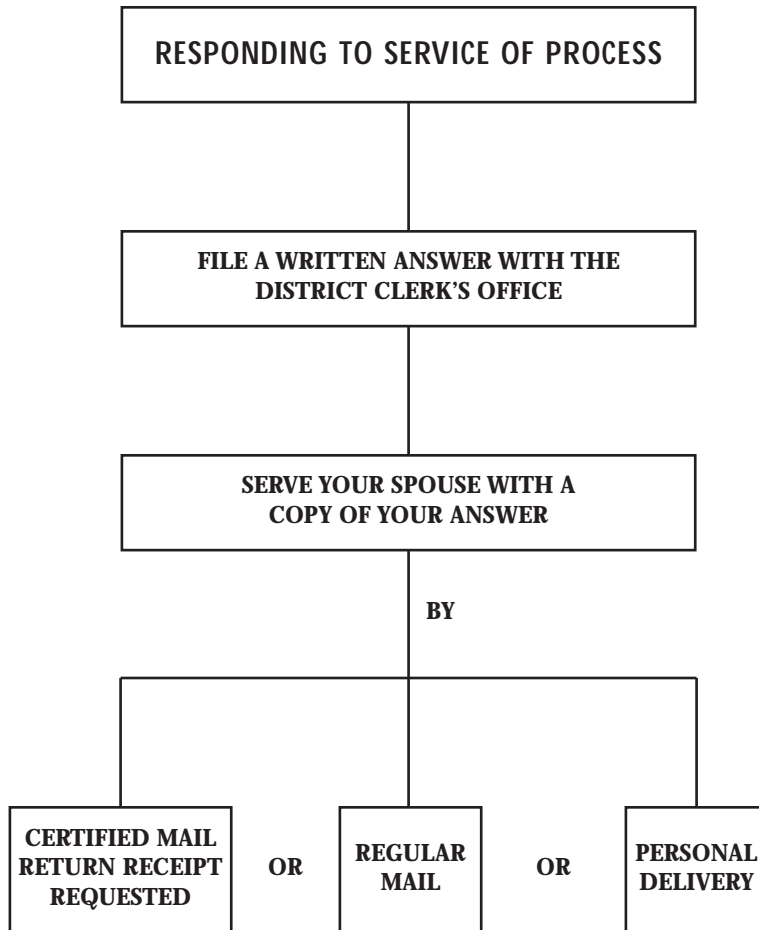 RESPONDING TO SERVICE OF PROCESS
FILE A WRITTEN ANSWER WITH THE
DISTRICT CLERK'S OFFICE
SERVE YOUR SPOUSE WITH A
COPY OF YOUR ANSWER
BY
CERTIFIED MAIL
RETURN RECEIPT
REQUESTED
OR
REGULAR
MAIL
OR
PERSONAL
DELIVERY